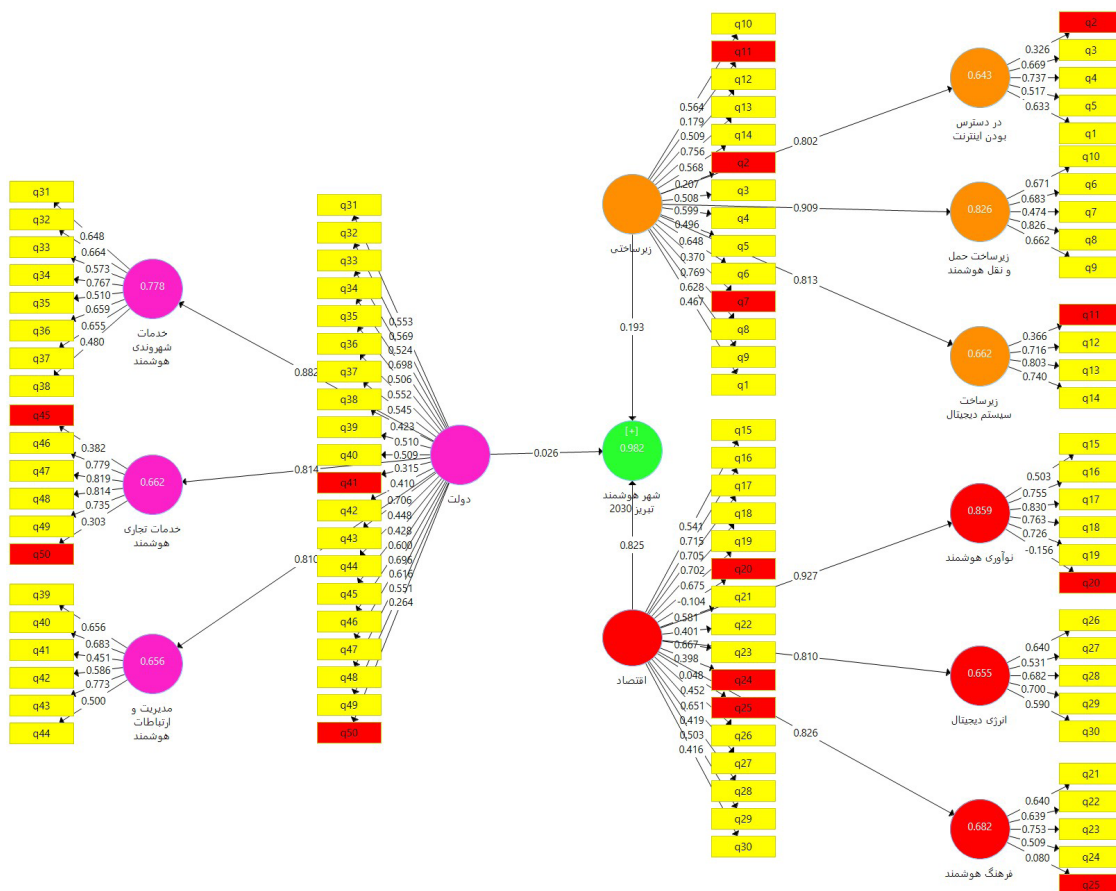 q31
q32
q33
q34
q35
q36
q37
q38
0.648
0.664
0.573
0.767
0.510
0.659
0.655
0.480
0.778
خدمات
شهروندی
هوشمند
q45
q46
q47
q48
q49
q50
0.382
0.779
0.819
0.814
0.735
0.303
0.662
خدمات تجاری
هوشمند
q39
q40
q41
q42
q43
q44
0.656
0.683
0.451
0.586
0.773
0.500
0.656
مدیریت و
ارتباطات
هوشمند
0.882
0.814
0.810
q31
q32
q33
q34
q35
q36
q37
q38
q39
q40
q41
q42
q43
q44
q45
q46
q47
q48
q49
q50
0.553
0.569
0.524
0.698
0.506
0.552
0.545
0.423
0.510
0.509
0.315
0.410
0.706
0.448
0.428
0.600
0.696
0.616
0.551
0.264
دولت
0.026
زیرساختی
0.193
[+]
0.982
شهر هوشمند
تبریز 2030
0.825
اقتصاد
q10
q11
q12
q13
q14
q2
q3
q4
q5
q6
q7
q8
q9
q1
0.564
0.179
0.509
0.756
0.568
0.207
0.508
0.599
0.496
0.648
0.370
0.769
0.628
0.467
q15
q16
q17
q18
q19
q20
q21
q22
q23
q24
q25
q26
q27
q28
q29
q30
0.541
0.715
0.705
0.702
0.675
-0.104
0.581
0.401
0.667
0.398
0.048
0.452
0.651
0.419
0.503
0.416
0.802
0.909
0.813
0.927
0.810
0.826
0.643
در دسترس
بودن اینترنت
0.326
0.669
0.737
0.517
0.633
q2
q3
q4
q5
q1
0.826
زیرساخت حمل
و نقل هوشمند
0.671
0.683
0.474
0.826
0.662
q10
q6
q7
q8
q9
0.662
زیرساخت
سیستم دیجیتال
0.366
0.716
0.803
0.740
q11
q12
q13
q14
0.859
نوآوری هوشمند
0.503
0.755
0.830
0.763
0.726
-0.156
q15
q16
q17
q18
q19
q20
0.655
انرژی دیجیتال
0.640
0.531
0.682
0.700
0.590
q26
q27
q28
q29
q30
0.682
فرهنگ هوشمند
0.640
0.639
0.753
0.509
0.080
q21
q22
q23
q24
q25